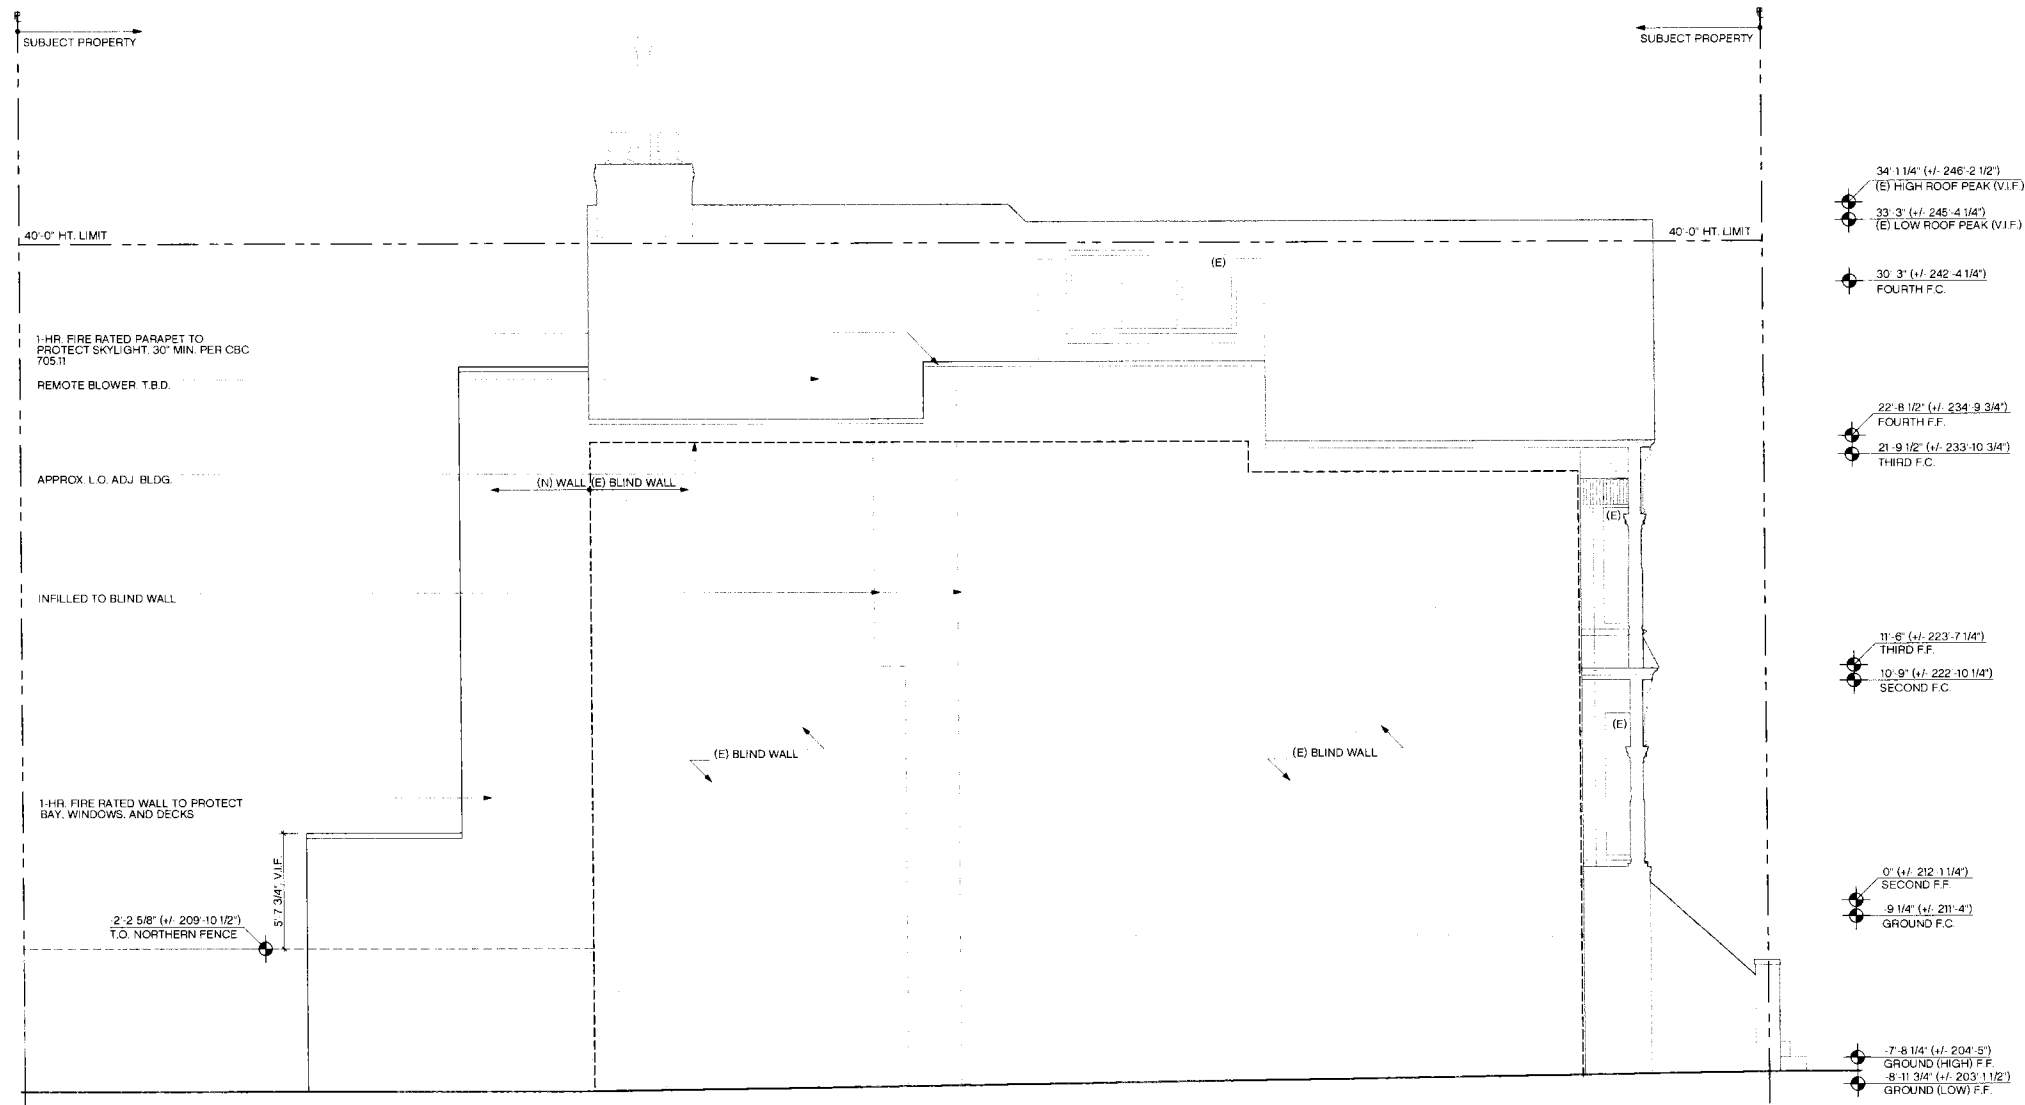 SUBJECT PROPERTY
SUBJECT PROPERTY
34'-1 1/4" (+/- 246'-2 1/2")
(E) HIGH ROOF PEAK (V.I.F.)
33'-3" (+/- 245'-4 1/4")
(E) LOW ROOF PEAK (V.I.F.)
40'-0" HT. LIMIT
40'-0" HT. LIMIT
(E)
30'-3" (+/- 242'-4 1/4")
FOURTH F.C.
1-HR. FIRE RATED PARAPET TO
PROTECT SKYLIGHT, 30" MIN. PER CBC
705.11
REMOTE BLOWER, T.B.D.
22'-8 1/2" (+/- 234'-9 3/4")
FOURTH F.F.
21'-9 1/2" (+/- 233'-10 3/4")
THIRD F.C.
APPROX. L.O. ADJ. BLDG.
(N) WALL (E) BLIND WALL
(E)
INFILLED TO BLIND WALL
11'-6" (+/- 223'-7 1/4")
THIRD F.F.
10'-9" (+/- 222'-10 1/4")
SECOND F.C.
(E)
(E) BLIND WALL
(E) BLIND WALL
1-HR. FIRE RATED WALL TO PROTECT
BAY, WINDOWS, AND DECKS
5'-7 3/4", V.I.F.
0" (+/- 212'-1 1/4")
SECOND F.F.
-9 1/4" (+/- 211'-4")
GROUND F.C.
-2'-2 5/8" (+/- 209'-10 1/2")
T.O. NORTHERN FENCE
-7'-8 1/4" (+/- 204'-5")
GROUND (HIGH) F.F.
-8'-11 3/4" (+/- 203'-1 1/2")
GROUND (LOW) F.F.